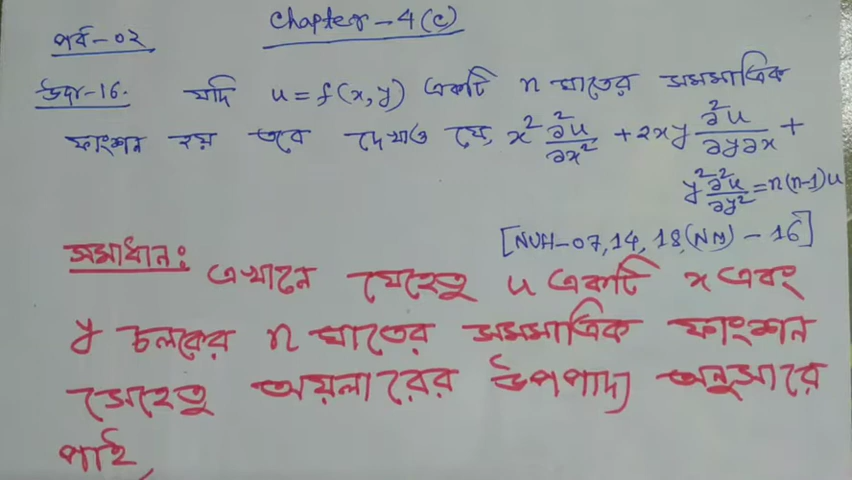 Chapter - 4(c)
পর্ব - ০২
উদা-16. যদি u = f(x, y) একটি n ঘাতের সমমাত্রিক
ফাংশন হয় তবে দেখাও যে, x² ∂²u/∂x² + 2xy ∂²u/∂y∂x +
y² ∂²u/∂y² = n(n-1)u
[NUH-07, 14, 18, (NM) - 16]
সমাধান: এখানে যেহেতু u একটি x এবং
y চলকের n ঘাতের সমমাত্রিক ফাংশন
সেহেতু অয়লারের উপপাদ্য অনুসারে
পাই,